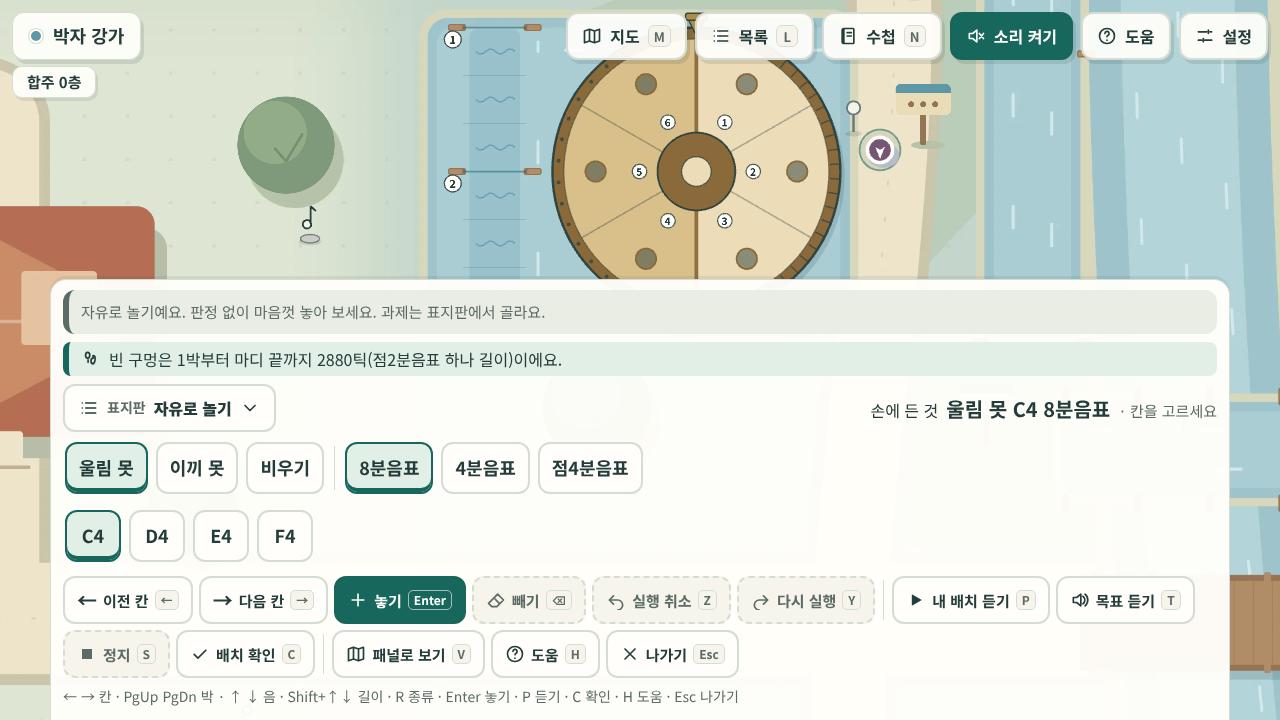 박자 강가
지도 M
목록 L
수첩 N
소리 켜기
도움
설정
합주 0층
1
2
6
1
5
2
4
3
자유로 놀기예요. 판정 없이 마음껏 놓아 보세요. 과제는 표지판에서 골라요.
빈 구멍은 1박부터 마디 끝까지 2880틱(점2분음표 하나 길이)이에요.
표지판 자유로 놀기
손에 든 것 울림 못 C4 8분음표 · 칸을 고르세요
울림 못
이끼 못
비우기
8분음표
4분음표
점4분음표
C4
D4
E4
F4
← 이전 칸 ←
→ 다음 칸 →
놓기 Enter
빼기 ⌫
실행 취소 Z
다시 실행 Y
내 배치 듣기 P
목표 듣기 T
정지 S
배치 확인 C
패널로 보기 V
도움 H
나가기 Esc
← → 칸 · PgUp PgDn 박 · ↑ ↓ 음 · Shift+↑ ↓ 길이 · R 종류 · Enter 놓기 · P 듣기 · C 확인 · H 도움 · Esc 나가기